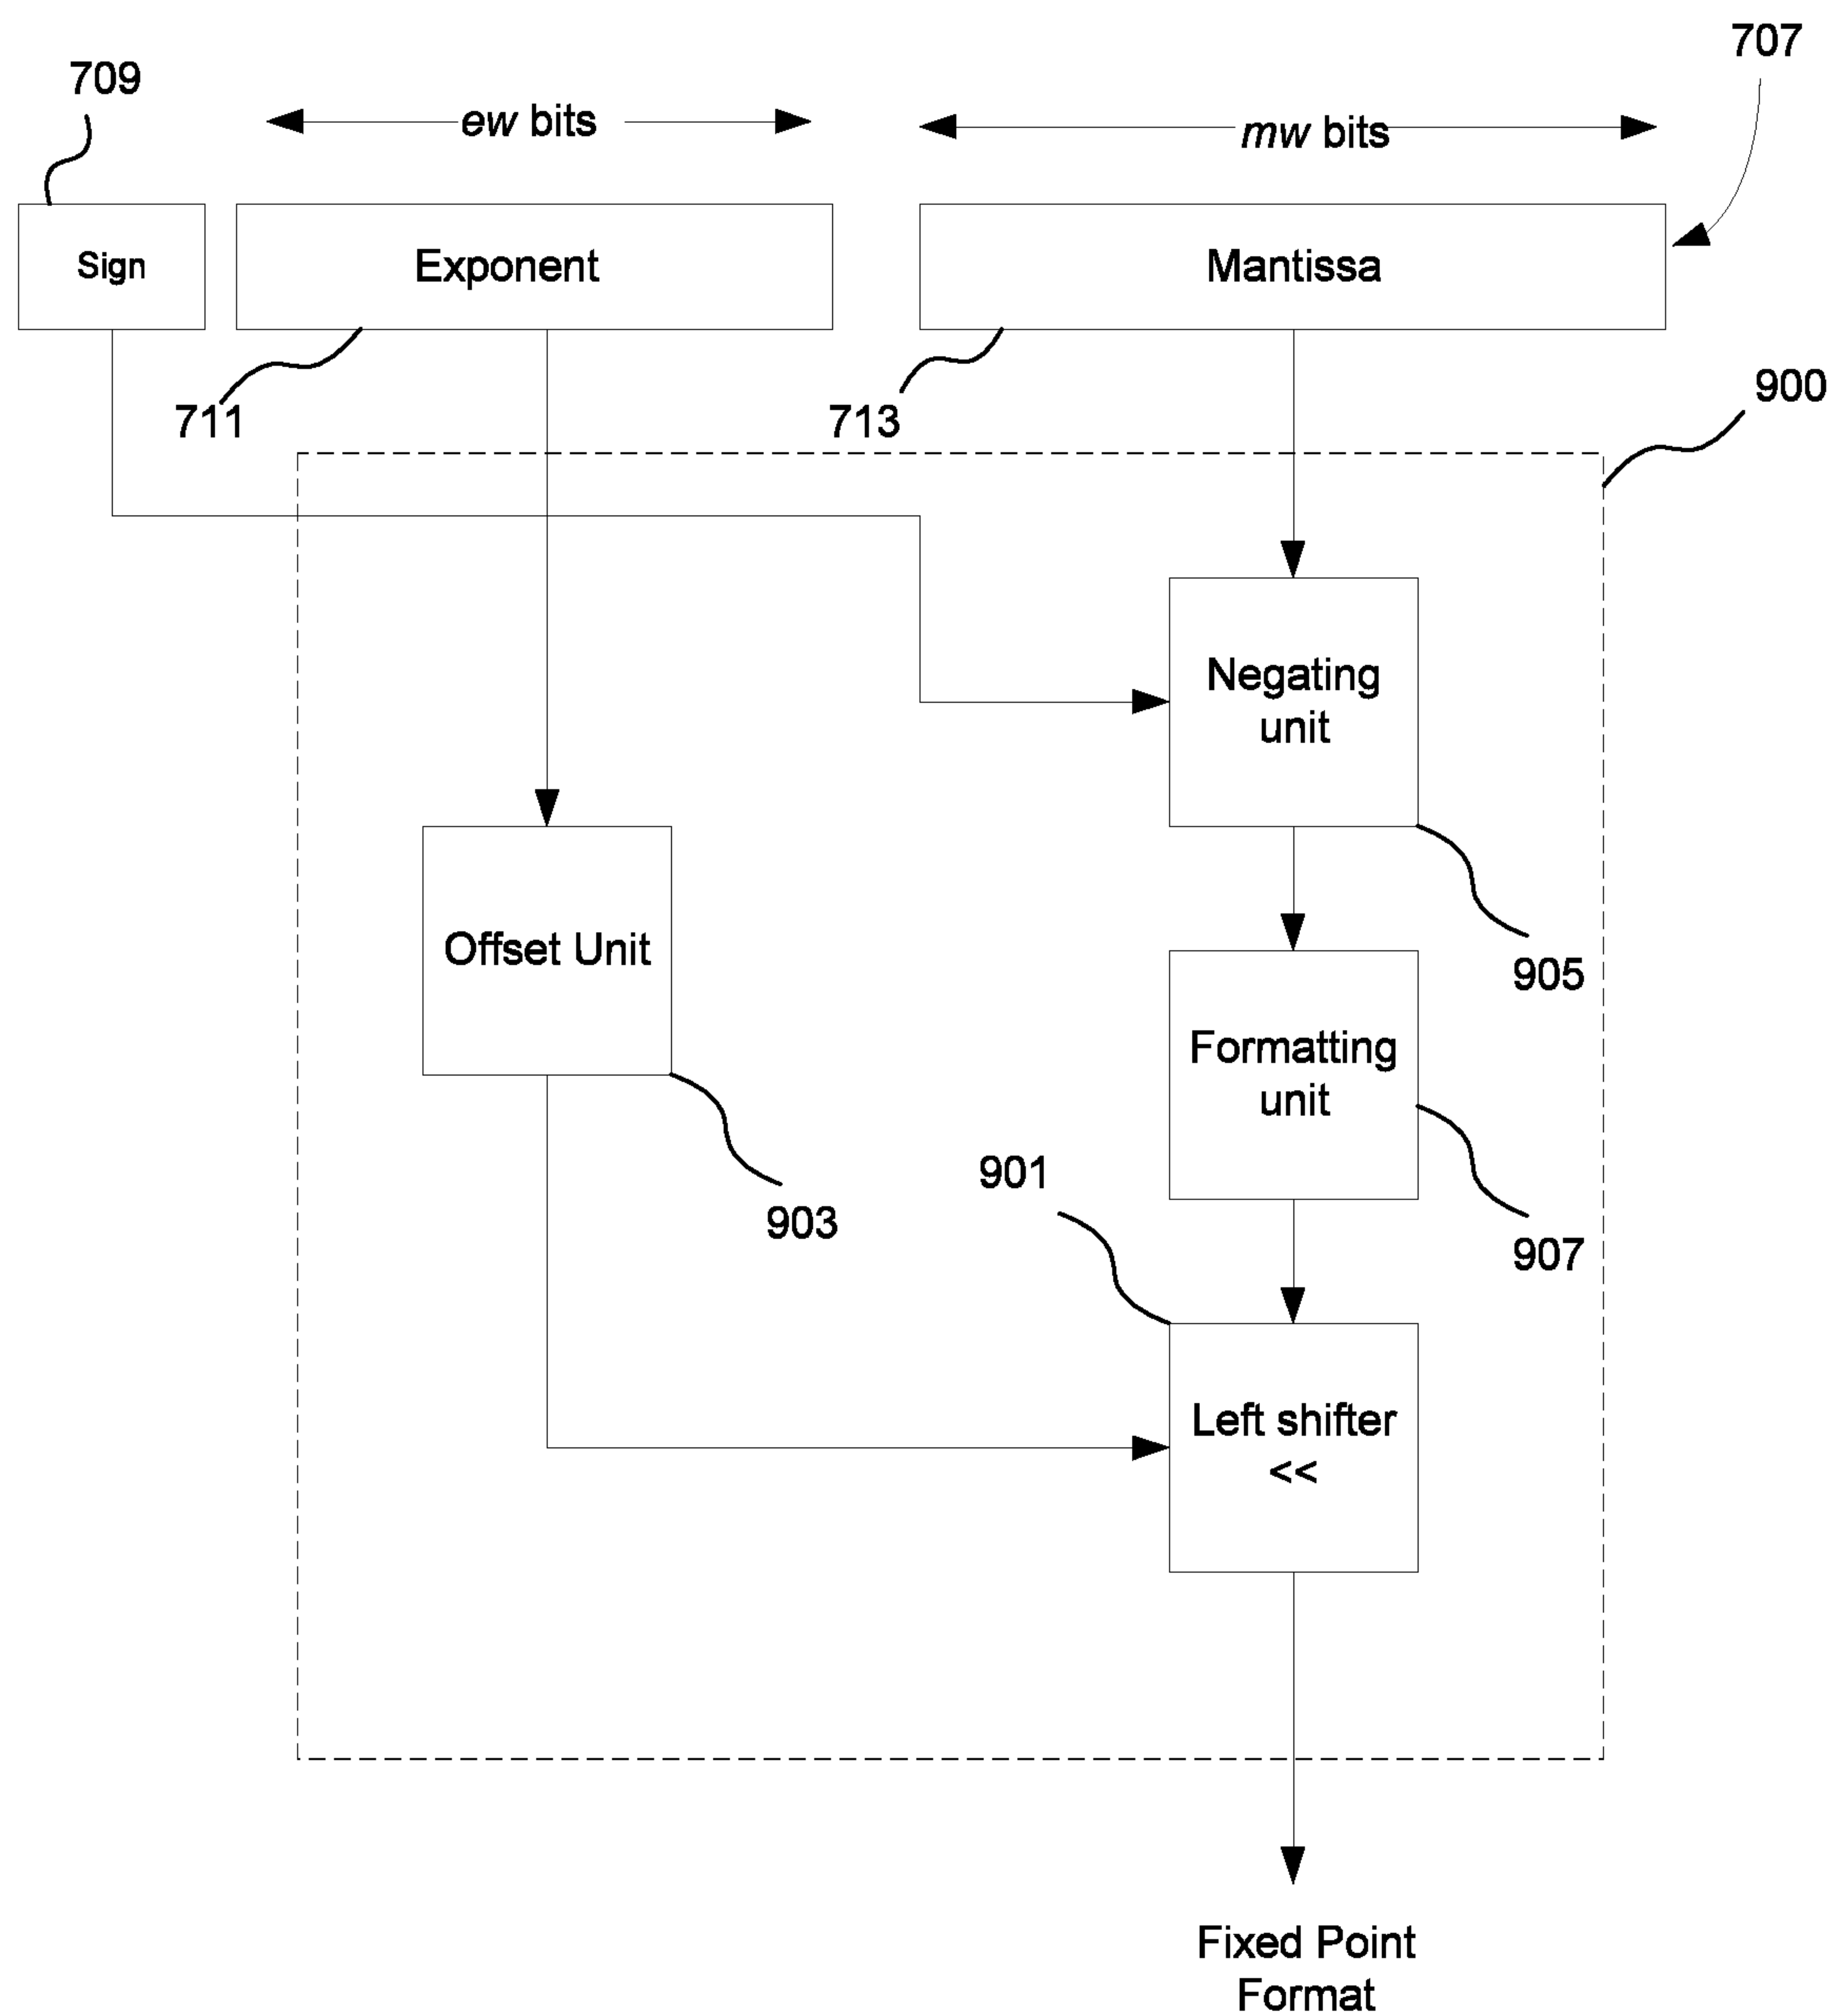 707
709
ew bits
mw bits
Sign
Exponent
Mantissa
711
713
900
Negating
unit
Offset Unit
905
Formatting
unit
901
903
907
Left shifter
<<
Fixed Point
Format